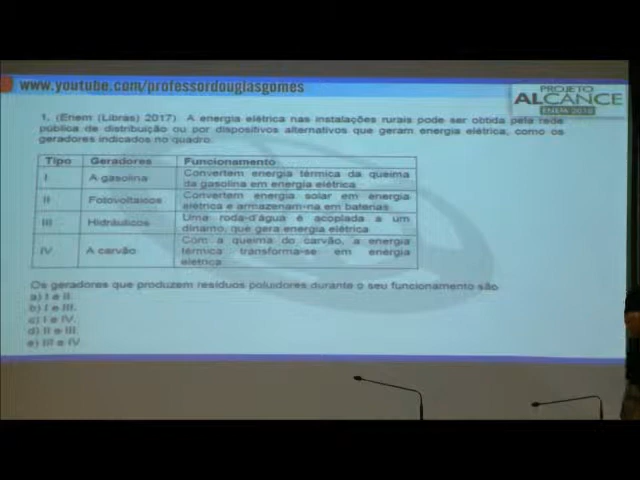 www.youtube.com/professordouglasgomes
PROJETO
ALCANCE
ENEM 2018
1. (Enem (Libras) 2017) A energia elétrica nas instalações rurais pode ser obtida pela rede
pública de distribuição ou por dispositivos alternativos que geram energia elétrica, como os
geradores indicados no quadro.
Tipo Geradores Funcionamento
I A gasolina Convertem energia térmica da queima
da gasolina em energia elétrica
II Fotovoltaicos Convertem energia solar em energia
elétrica e armazenam-na em baterias
III Hidráulicos Uma roda-d'água é acoplada a um
dínamo, que gera energia elétrica
IV A carvão Com a queima do carvão, a energia
térmica transforma-se em energia
elétrica
Os geradores que produzem resíduos poluidores durante o seu funcionamento são
a) I e II.
b) I e III.
c) I e IV.
d) II e III.
e) III e IV.